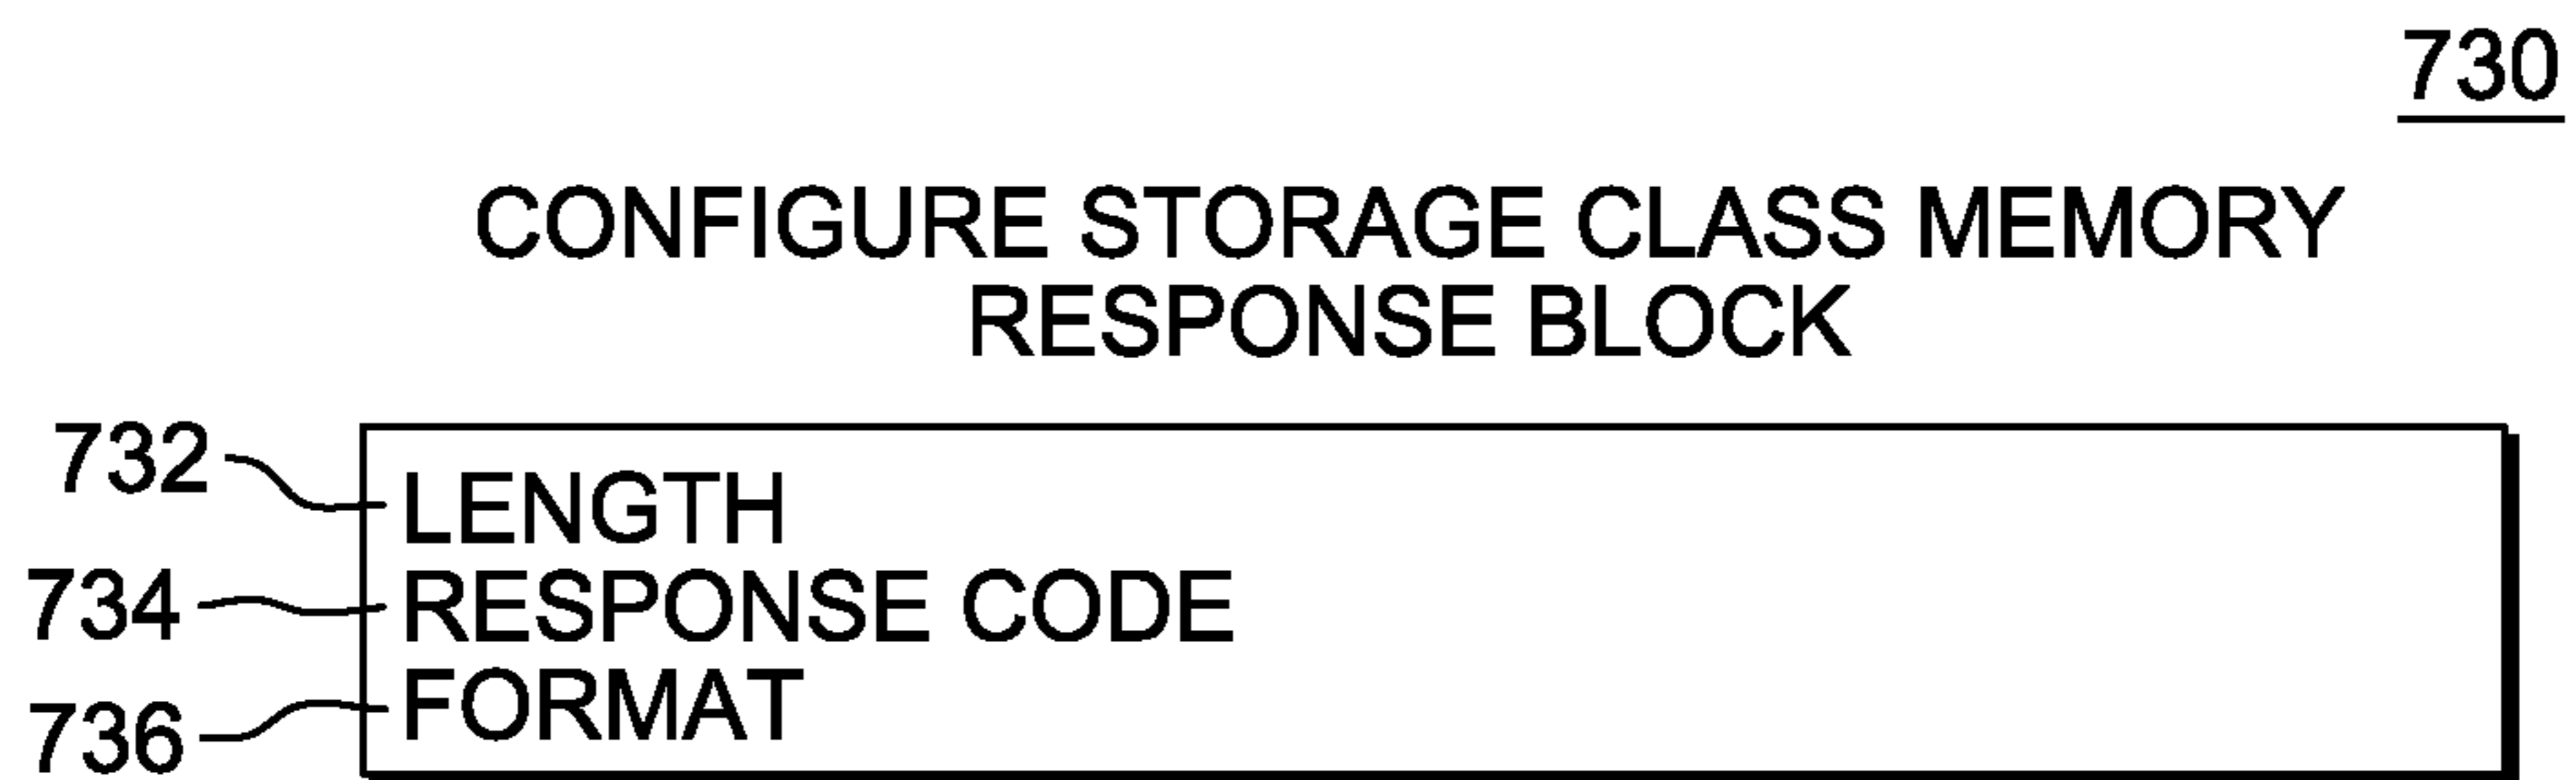 730
CONFIGURE STORAGE CLASS MEMORY
RESPONSE BLOCK
732 LENGTH
734 RESPONSE CODE
736 FORMAT